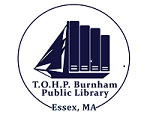 T.O.H.P. Burnham
Public Library
Essex, MA